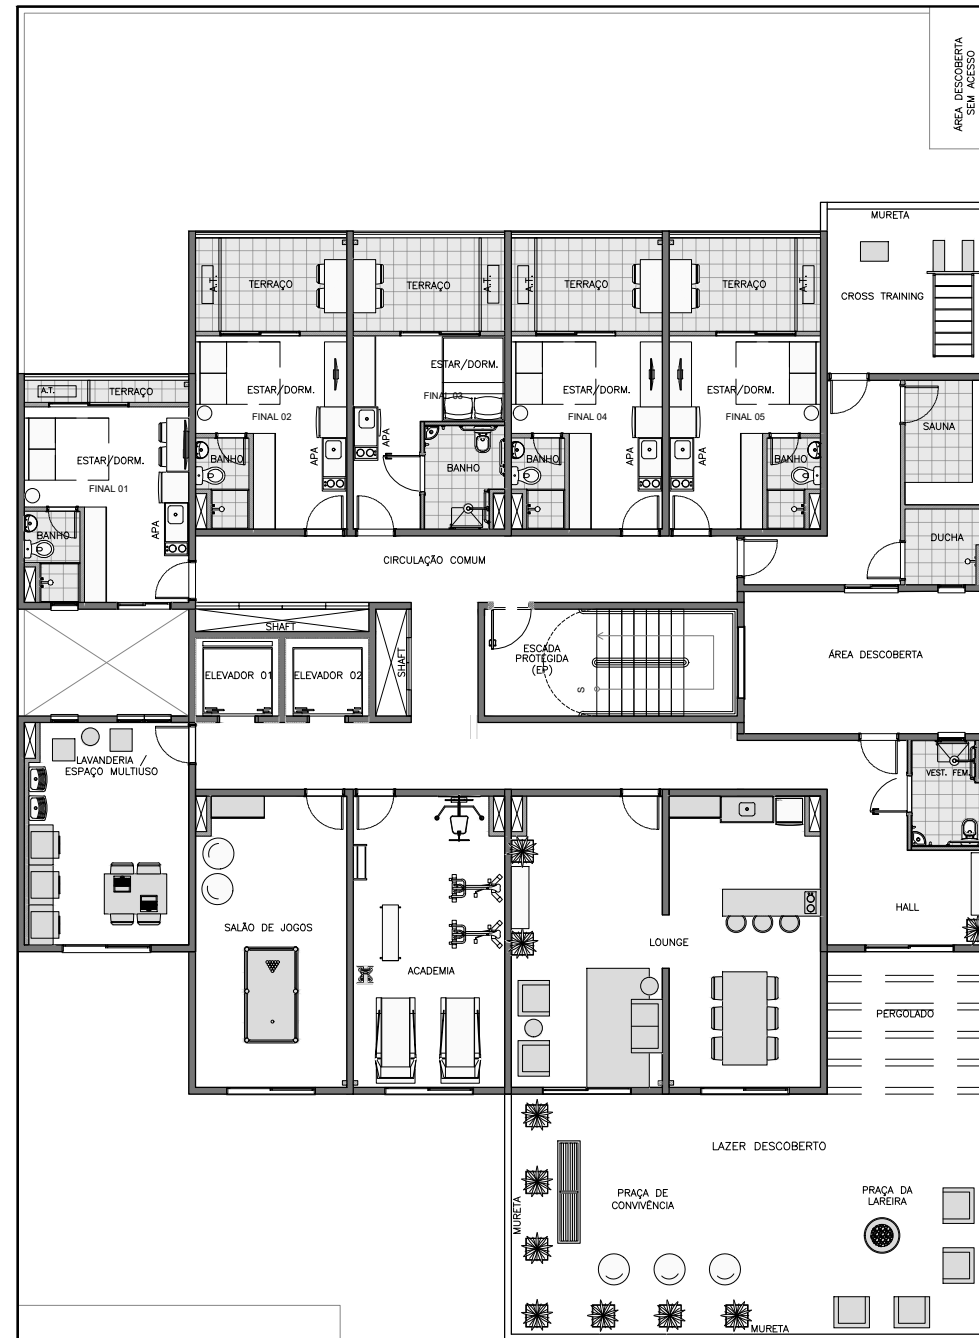 ÁREA DESCOBERTA
SEM ACESSO
MURETA
CROSS TRAINING
A.T.
TERRAÇO
TERRAÇO
A.T.
A.T.
TERRAÇO
TERRAÇO
A.T.
ESTAR/DORM.
FINAL 02
BANHO
APA
ESTAR/DORM.
FINAL 03
APA
BANHO
ESTAR/DORM.
FINAL 04
BANHO
APA
ESTAR/DORM.
FINAL 05
APA
BANHO
A.T.
TERRAÇO
ESTAR/DORM.
FINAL 01
BANHO
APA
SAUNA
DUCHA
CIRCULAÇÃO COMUM
SHAFT
SHAFT
ELEVADOR 01
ELEVADOR 02
ESCADA
PROTEGIDA
(EP)
S
ÁREA DESCOBERTA
LAVANDERIA /
ESPAÇO MULTIUSO
VEST. FEM.
HALL
SALÃO DE JOGOS
ACADEMIA
LOUNGE
PERGOLADO
LAZER DESCOBERTO
PRAÇA DE
CONVIVÊNCIA
PRAÇA DA
LAREIRA
MURETA
MURETA